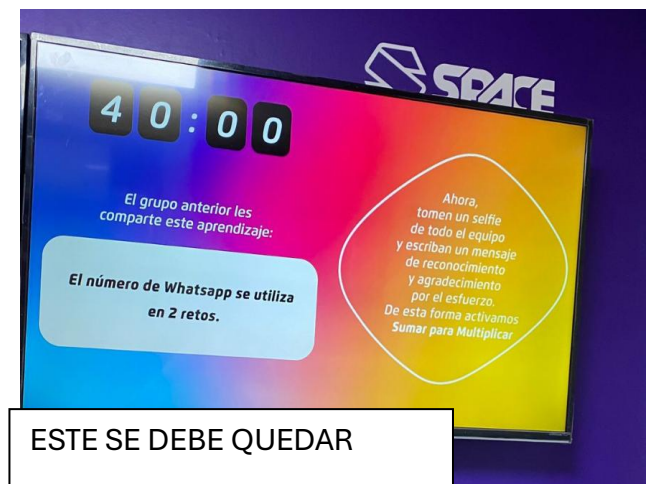 SPACE
40:00
El grupo anterior les
comparte este aprendizaje:
El número de Whatsapp se utiliza
en 2 retos.
Ahora,
tomen un selfie
de todo el equipo
y escriban un mensaje
de reconocimiento
y agradecimiento
por el esfuerzo.
De esta forma activamos
Sumar para Multiplicar
ESTE SE DEBE QUEDAR